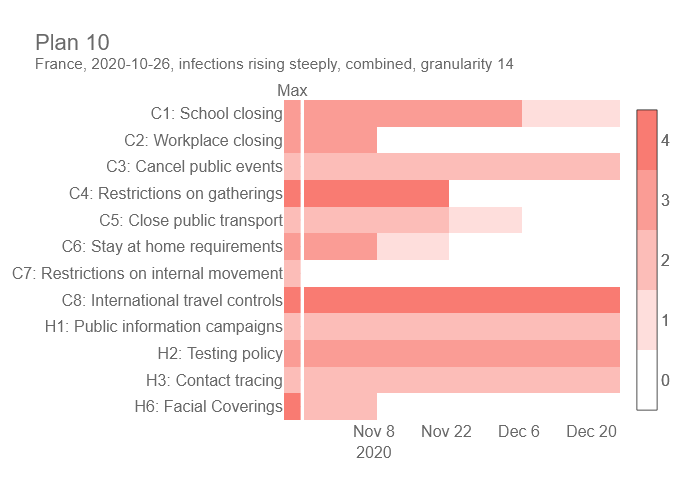 Plan 10
France, 2020-10-26, infections rising steeply, combined, granularity 14
Max
C1: School closing
C2: Workplace closing
C3: Cancel public events
C4: Restrictions on gatherings
C5: Close public transport
C6: Stay at home requirements
C7: Restrictions on internal movement
C8: International travel controls
H1: Public information campaigns
H2: Testing policy
H3: Contact tracing
H6: Facial Coverings
Nov 8 Nov 22 Dec 6 Dec 20
2020
4
3
2
1
0